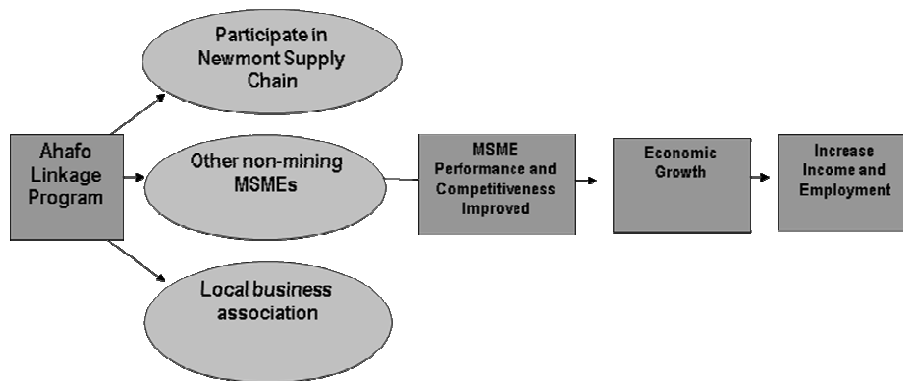 Participate in
Newmont Supply
Chain
Ahafo
Linkage
Program
Other non-mining
MSMEs
MSME
Performance and
Competitiveness
Improved
Economic
Growth
Increase
Income and
Employment
Local business
association